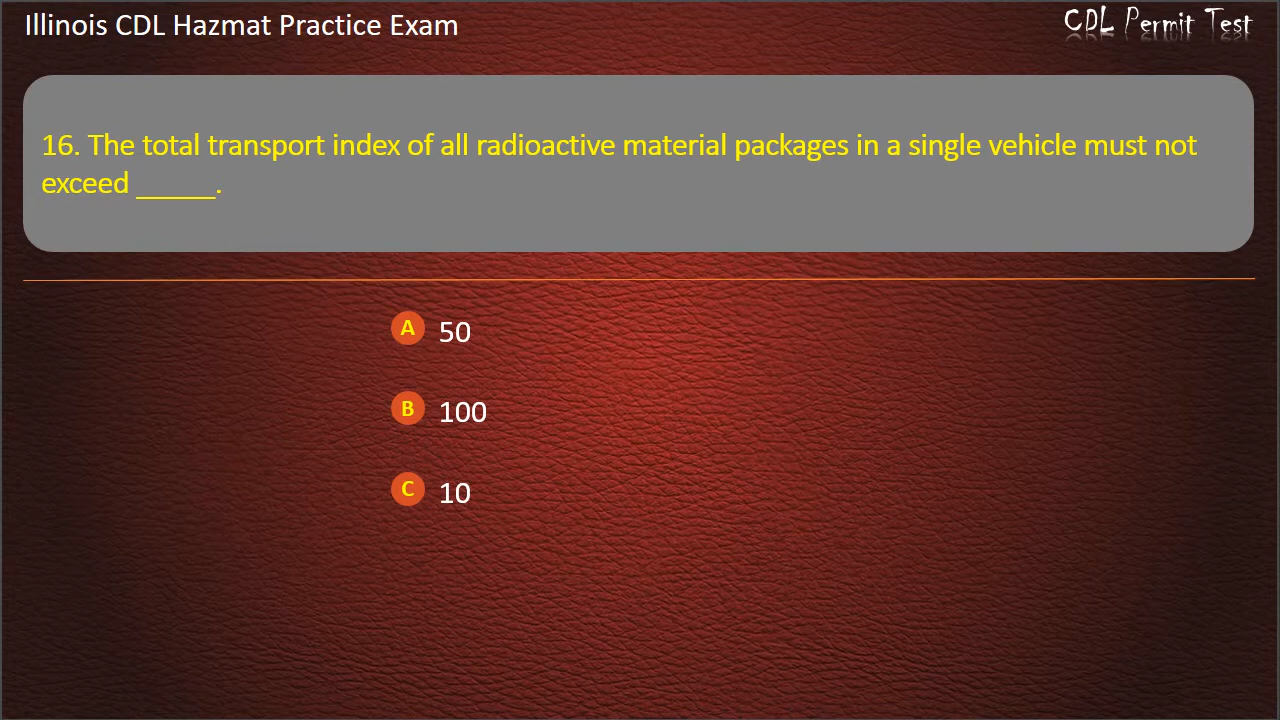 Illinois CDL Hazmat Practice Exam
CDL Permit Test
16. The total transport index of all radioactive material packages in a single vehicle must not
exceed _____.
A 50
B 100
C 10